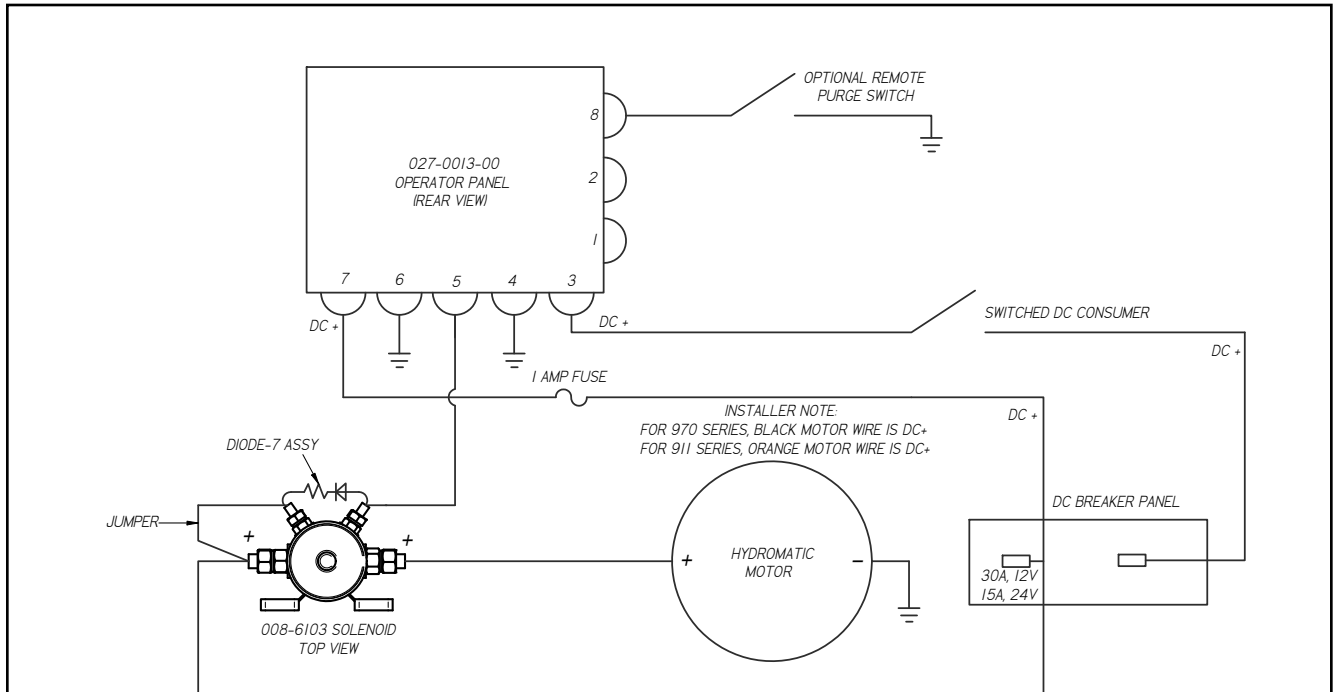 OPTIONAL REMOTE
PURGE SWITCH
8
027-0013-00
OPERATOR PANEL
(REAR VIEW)
2
1
7 6 5 4 3
DC +
DC +
SWITCHED DC CONSUMER
DC +
1 AMP FUSE
INSTALLER NOTE:
FOR 970 SERIES, BLACK MOTOR WIRE IS DC+
FOR 911 SERIES, ORANGE MOTOR WIRE IS DC+
DC +
DIODE-7 ASSY
DC BREAKER PANEL
JUMPER
+
+
HYDROMATIC
MOTOR
+
-
30A, 12V
15A, 24V
008-6103 SOLENOID
TOP VIEW